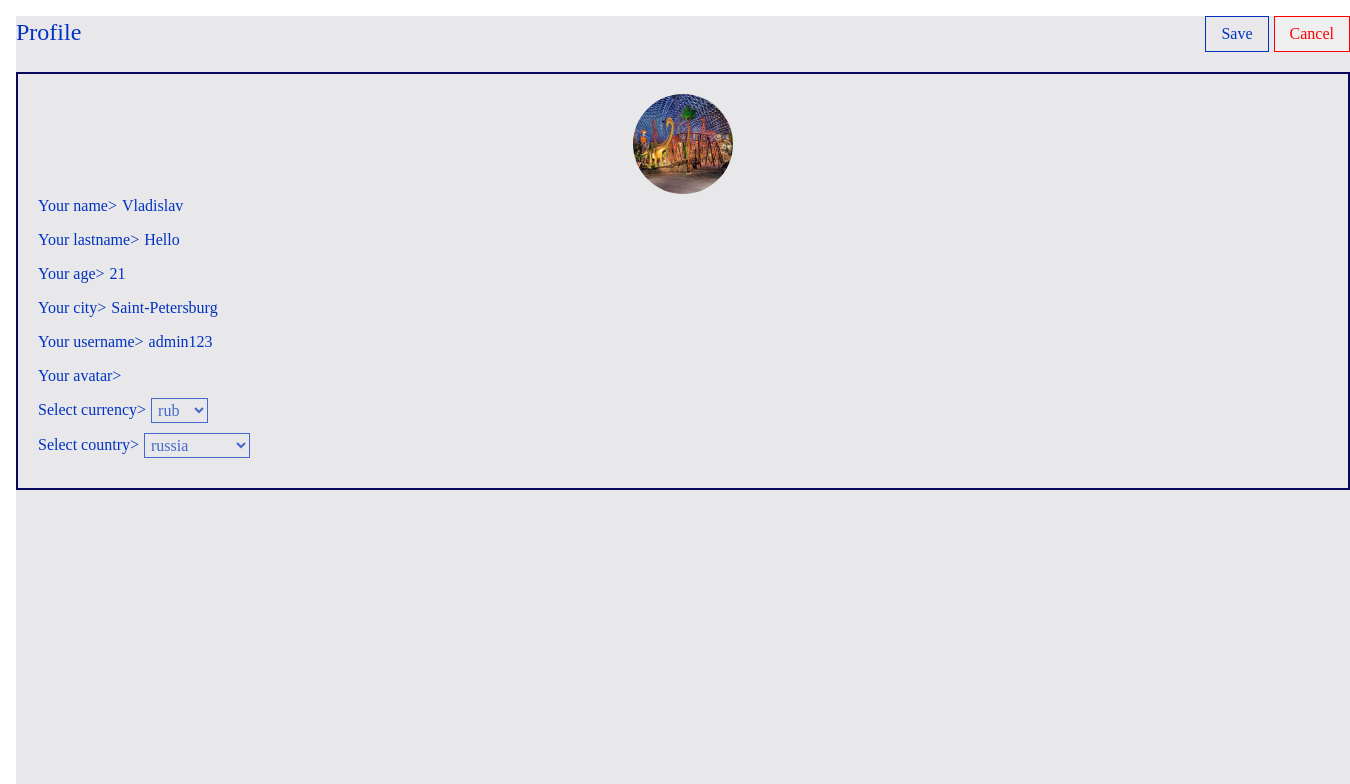 Profile
Save Cancel
Your name> Vladislav
Your lastname> Hello
Your age> 21
Your city> Saint-Petersburg
Your username> admin123
Your avatar>
Select currency> rub
Select country> russia